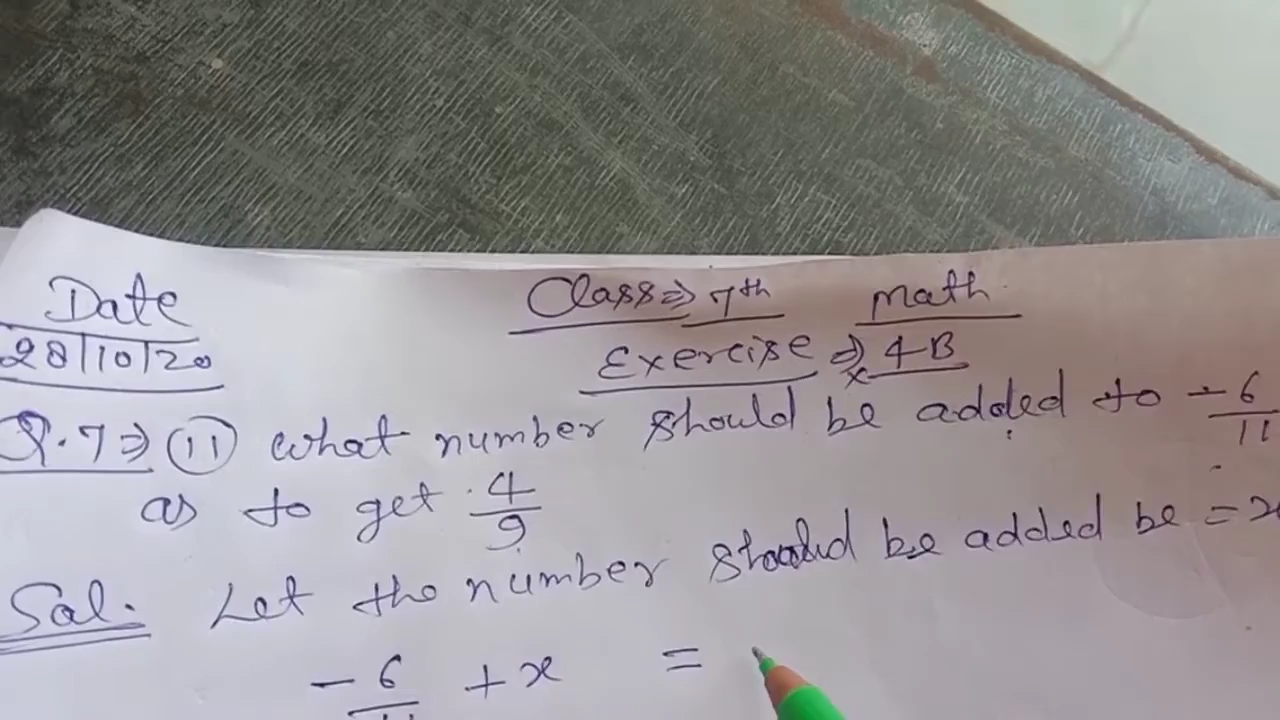 Date Class ⇒ 7th Math
28/10/20 Exercise ⇒ 4B
Q.7 ⇒ (11) What number should be added to -6/11
as to get 4/9
Sol. Let the number should be added be = x
-6/11 + x =